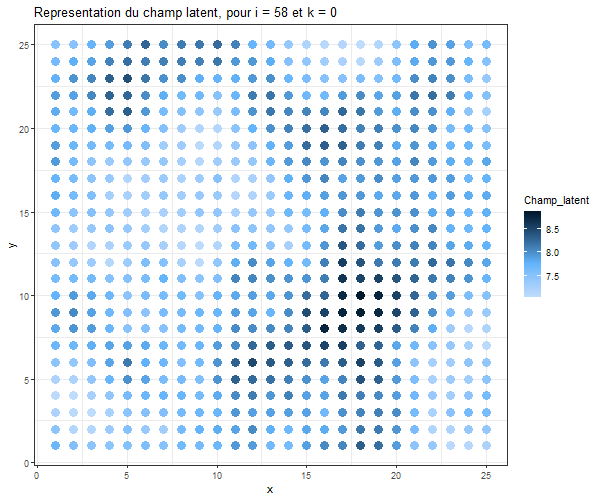 Representation du champ latent, pour i = 58 et k = 0
25
20
15
10
5
0
y
0 5 10 15 20 25
x
Champ_latent
8.5
8.0
7.5